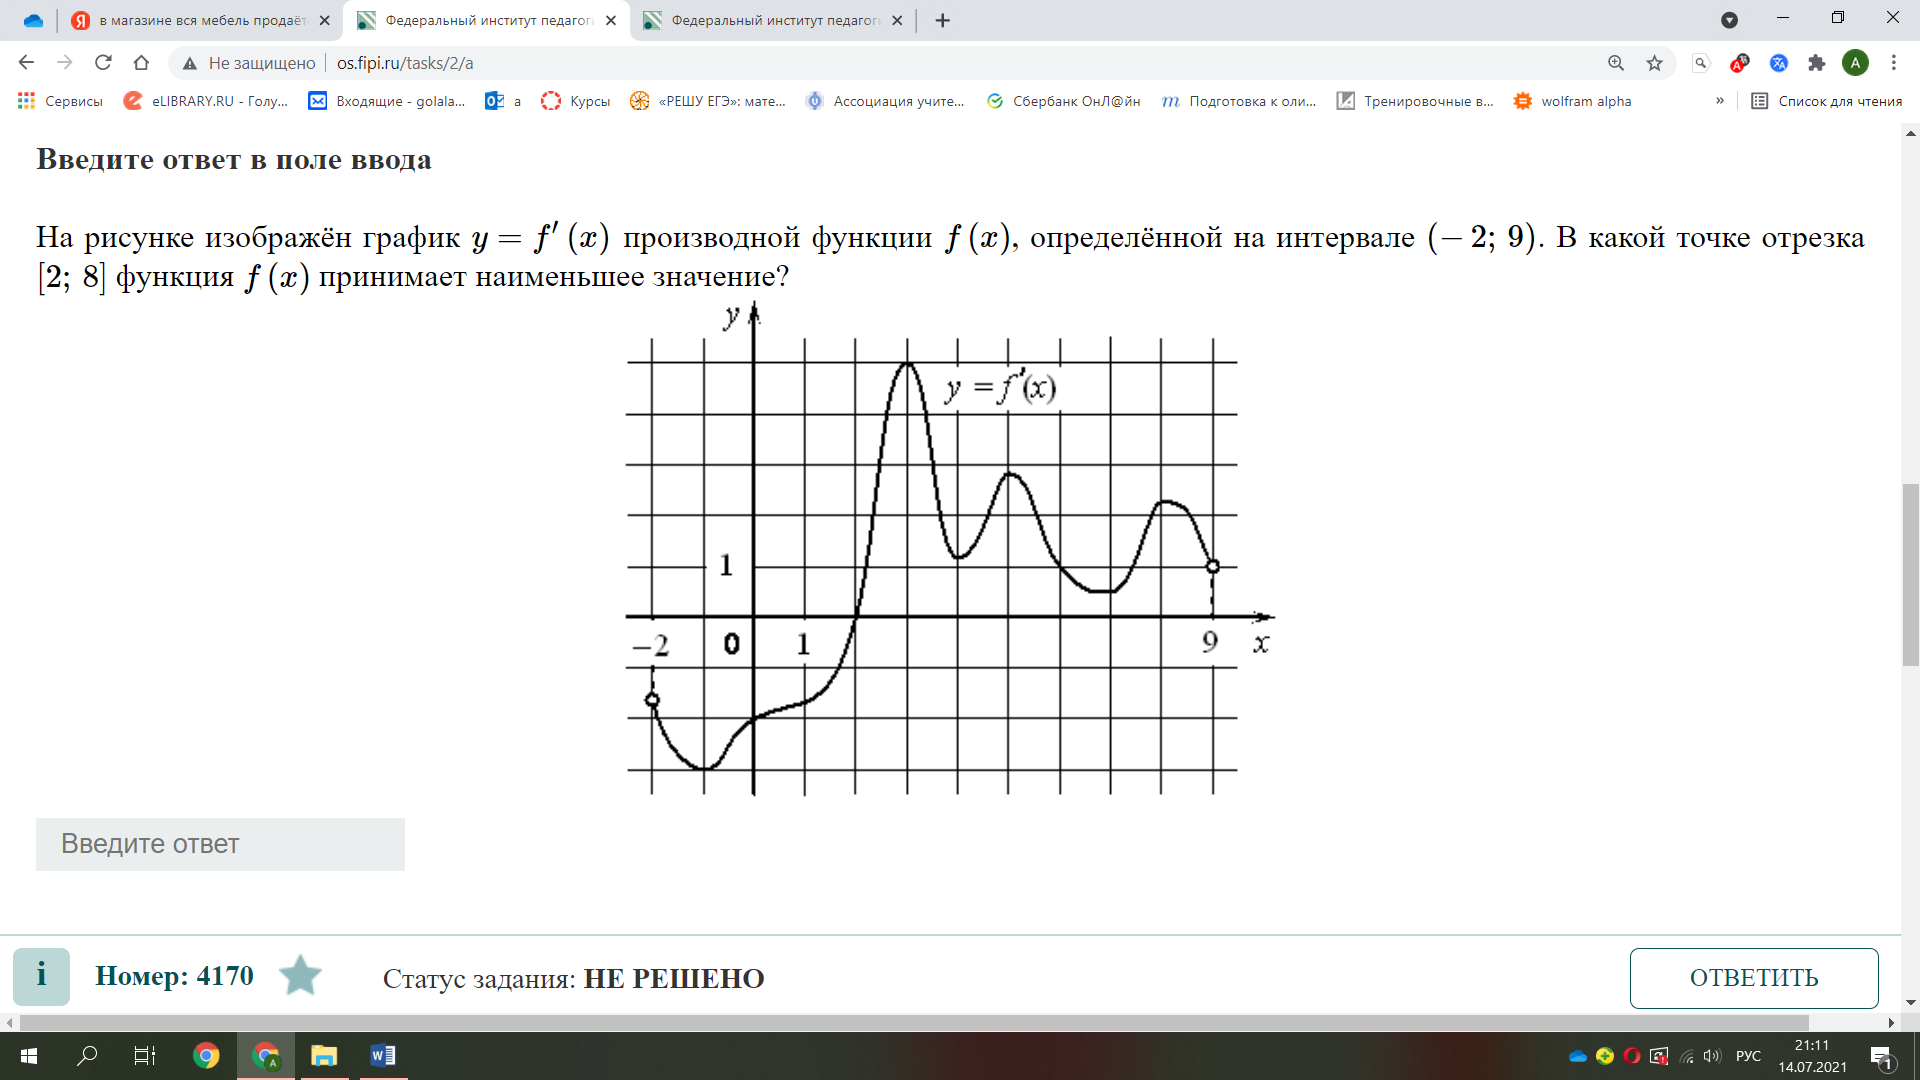 в магазине вся мебель продаёт
Федеральный институт педагоги
Федеральный институт педагоги
Не защищено
os.fipi.ru/tasks/2/a
Сервисы
eLIBRARY.RU - Голу...
Входящие - golala...
a
Курсы
«РЕШУ ЕГЭ»: мате...
Ассоциация учите...
Сбербанк ОнЛ@йн
Подготовка к оли...
Тренировочные в...
wolfram alpha
»
Список для чтения
Введите ответ в поле ввода
На рисунке изображён график y = f′ (x) производной функции f (x), определённой на интервале (− 2; 9). В какой точке отрезка
[2; 8] функция f (x) принимает наименьшее значение?
y
y = f′(x)
1
−2 0 1 9 x
Введите ответ
i
Номер: 4170
Статус задания: НЕ РЕШЕНО
ОТВЕТИТЬ
РУС
21:11
14.07.2021
1